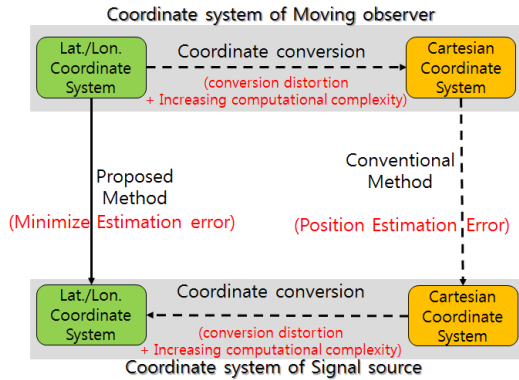 Coordinate system of Moving observer
Lat./Lon.
Coordinate
System
Coordinate conversion
(conversion distortion
+ Increasing computational complexity)
Cartesian
Coordinate
System
Proposed
Method
(Minimize Estimation error)
Conventional
Method
(Position Estimation Error)
Lat./Lon.
Coordinate
System
Coordinate conversion
(conversion distortion
+ Increasing computational complexity)
Cartesian
Coordinate
System
Coordinate system of Signal source